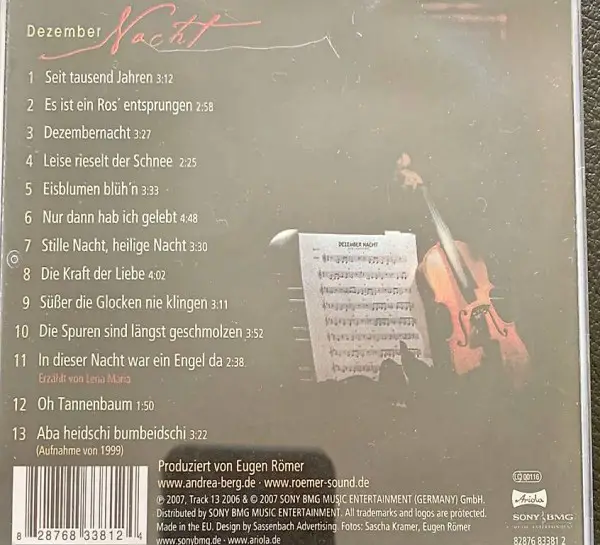 Dezember Nacht
1 Seit tausend Jahren 3:12
2 Es ist ein Ros' entsprungen 2:58
3 Dezembernacht 3:27
4 Leise rieselt der Schnee 2:25
5 Eisblumen blüh'n 3:33
6 Nur dann hab ich gelebt 4:48
7 Stille Nacht, heilige Nacht 3:30
8 Die Kraft der Liebe 4:02
9 Süßer die Glocken nie klingen 3:11
10 Die Spuren sind längst geschmolzen 3:52
11 In dieser Nacht war ein Engel da 2:38
Erzählt von Lena Maria
12 Oh Tannenbaum 1:50
13 Aba heidschi bumbeidschi 3:22
(Aufnahme von 1999)
DEZEMBER NACHT
Produziert von Eugen Römer
www.andrea-berg.de · www.roemer-sound.de
℗ 2007, Track 13 2006 & © 2007 SONY BMG MUSIC ENTERTAINMENT (GERMANY) GmbH.
Distributed by SONY BMG MUSIC ENTERTAINMENT. All trademarks and logos are protected.
Made in the EU. Design by Sassenbach Advertising. Fotos: Sascha Kramer, Eugen Römer
www.sonybmg.de · www.ariola.de
LC 00116
Ariola
SONY BMG
MUSIC ENTERTAINMENT
82876 83381 2
8 28768 33812 4